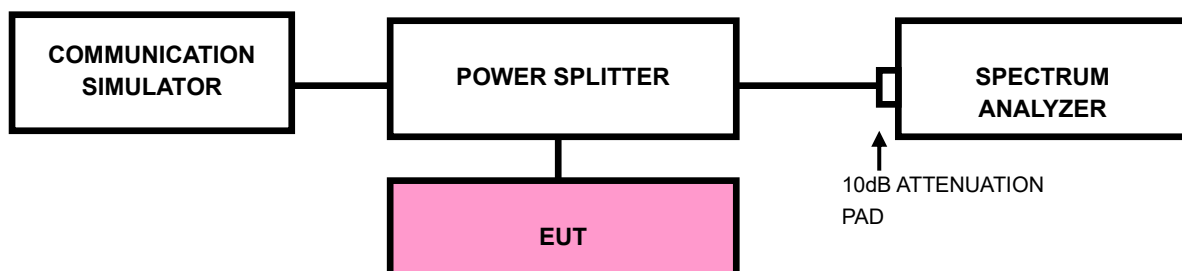 COMMUNICATION
SIMULATOR
POWER SPLITTER
SPECTRUM
ANALYZER
10dB ATTENUATION
PAD
EUT